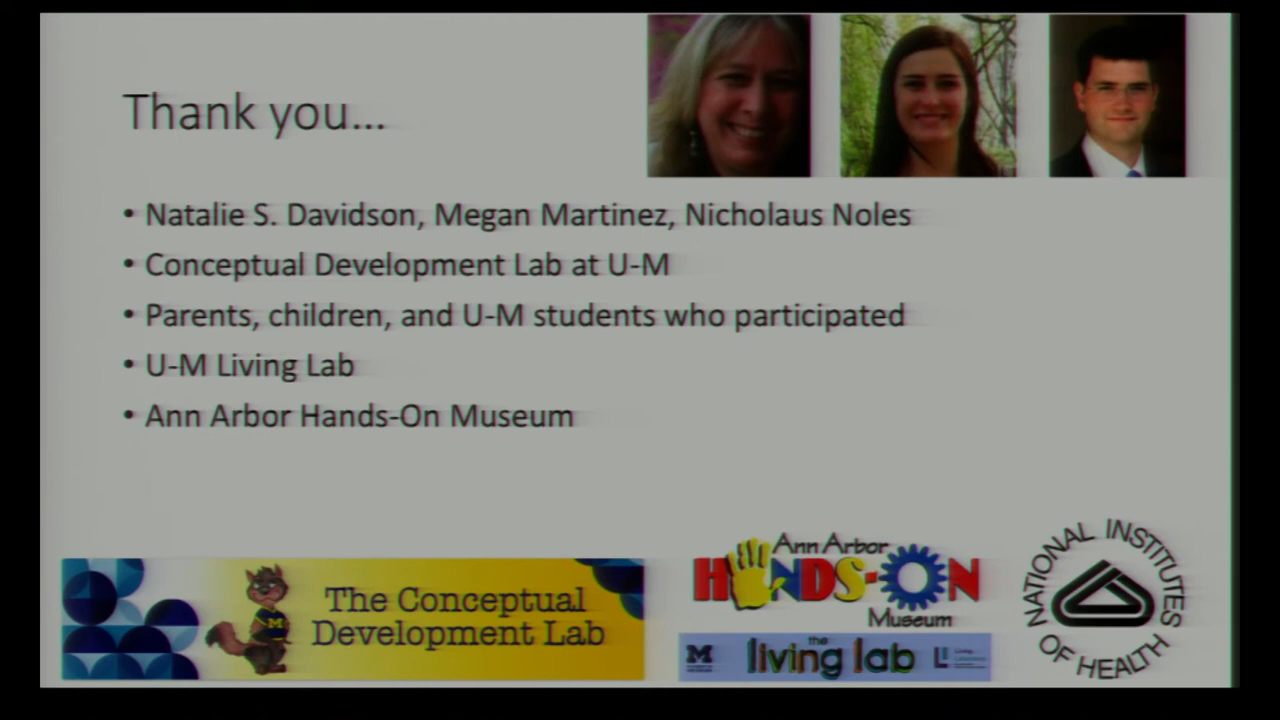 Thank you...
• Natalie S. Davidson, Megan Martinez, Nicholaus Noles
• Conceptual Development Lab at U-M
• Parents, children, and U-M students who participated
• U-M Living Lab
• Ann Arbor Hands-On Museum
M
The Conceptual
Development Lab
Ann Arbor
HANDS-ON
Museum
M
the
living lab
NATIONAL INSTITUTES
OF HEALTH